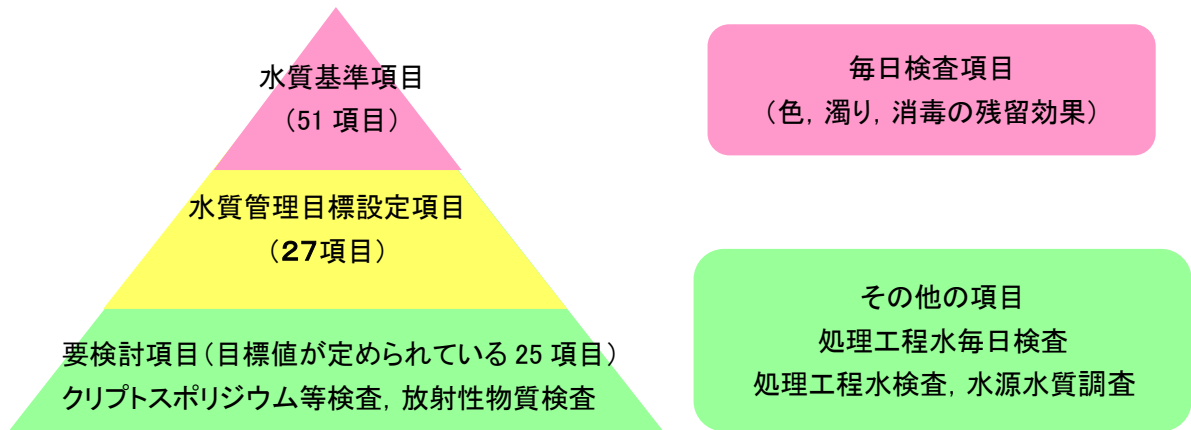 水質基準項目
（51 項目）
水質管理目標設定項目
（27項目）
要検討項目（目標値が定められている 25 項目）
クリプトスポリジウム等検査，放射性物質検査
毎日検査項目
（色，濁り，消毒の残留効果）
その他の項目
処理工程水毎日検査
処理工程水検査，水源水質調査